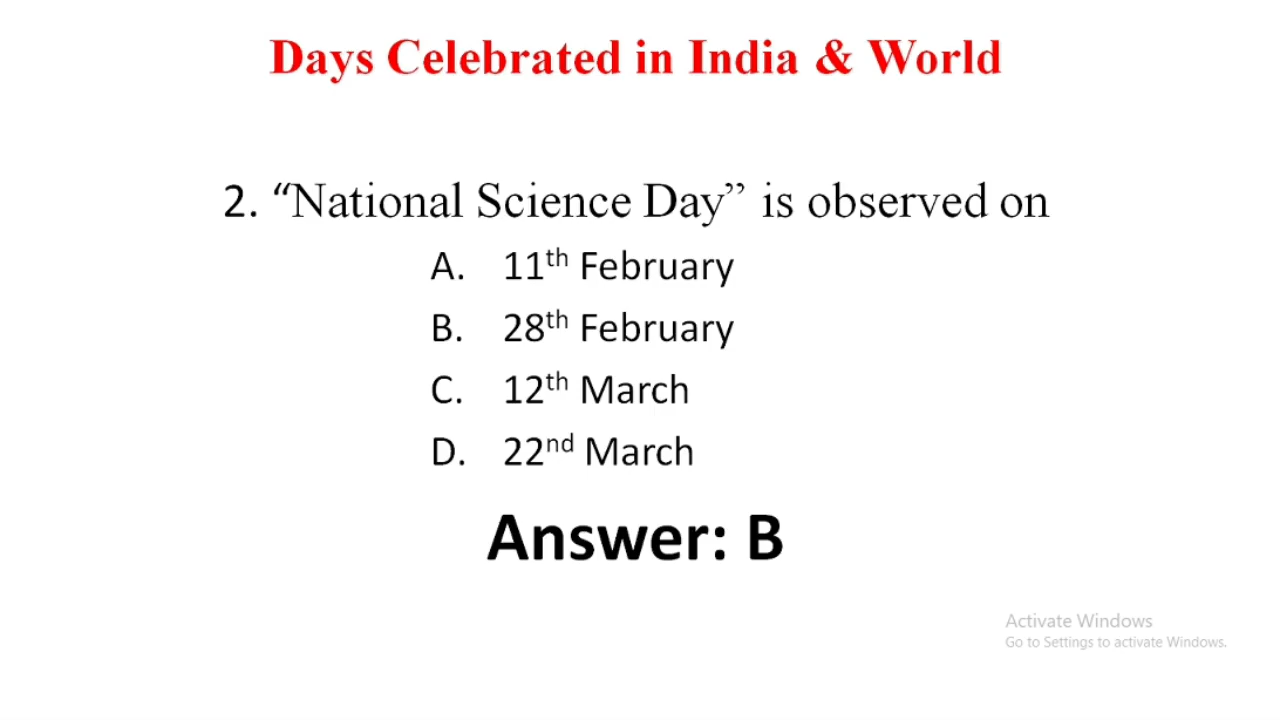 Days Celebrated in India & World
2. “National Science Day” is observed on
A. 11th February
B. 28th February
C. 12th March
D. 22nd March
Answer: B
Activate Windows
Go to Settings to activate Windows.